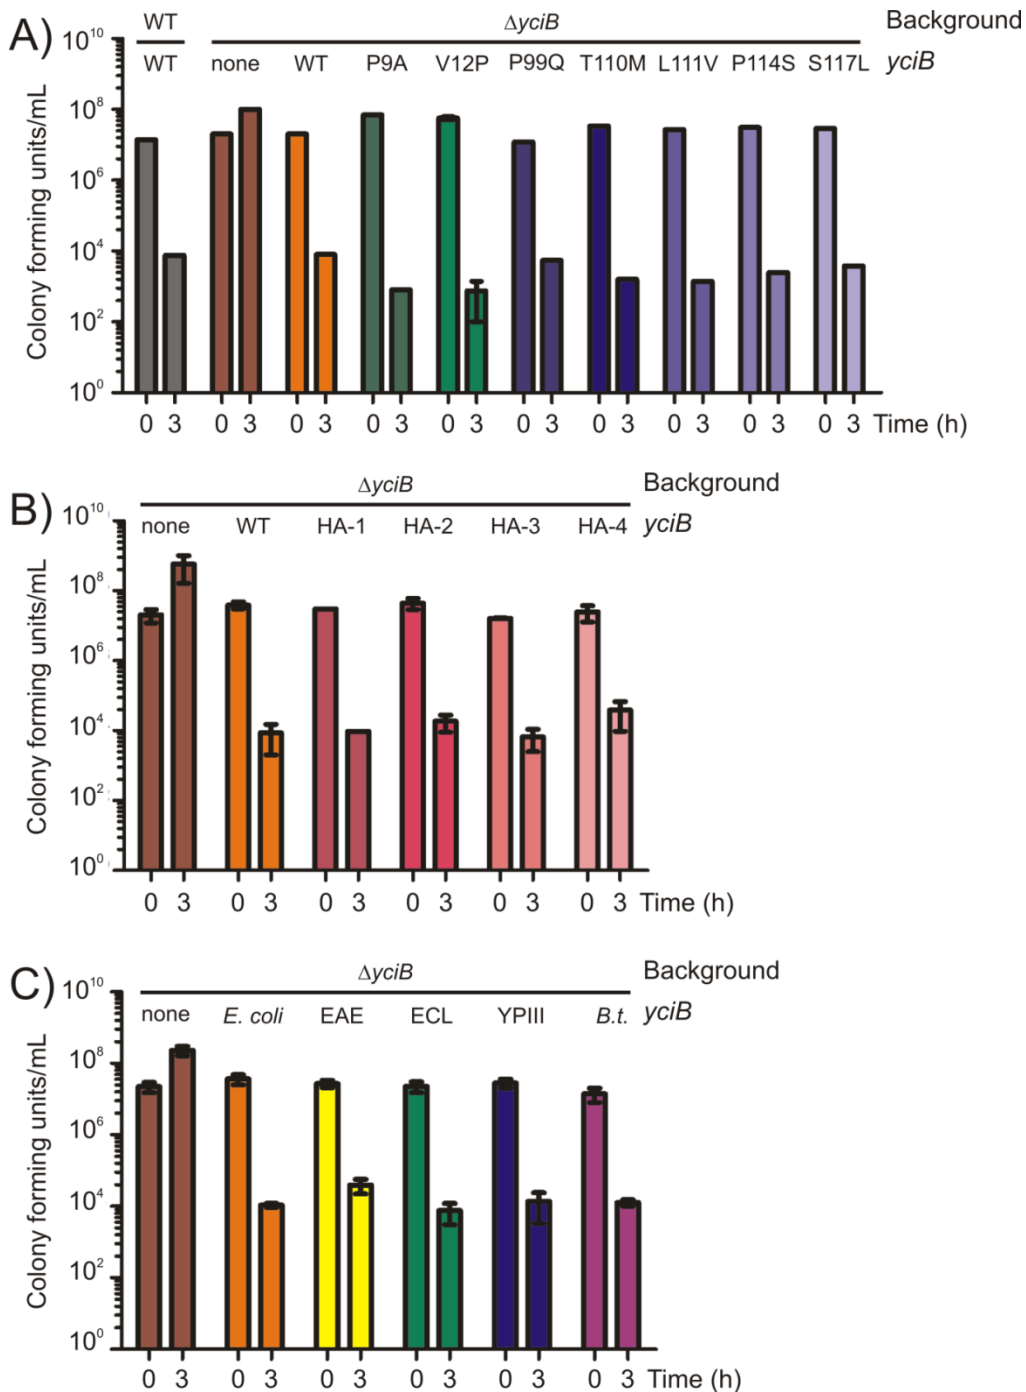 A)
WT ΔyciB Background
WT none WT P9A V12P P99Q T110M L111V P114S S117L yciB
Colony forming units/mL
10^10
10^8
10^6
10^4
10^2
10^0
0 3 0 3 0 3 0 3 0 3 0 3 0 3 0 3 0 3 0 3 Time (h)
B)
ΔyciB Background
none WT HA-1 HA-2 HA-3 HA-4 yciB
Colony forming units/mL
10^10
10^8
10^6
10^4
10^2
10^0
0 3 0 3 0 3 0 3 0 3 0 3 Time (h)
C)
ΔyciB Background
none E. coli EAE ECL YPIII B.t. yciB
Colony forming units/mL
10^10
10^8
10^6
10^4
10^2
10^0
0 3 0 3 0 3 0 3 0 3 0 3 Time (h)